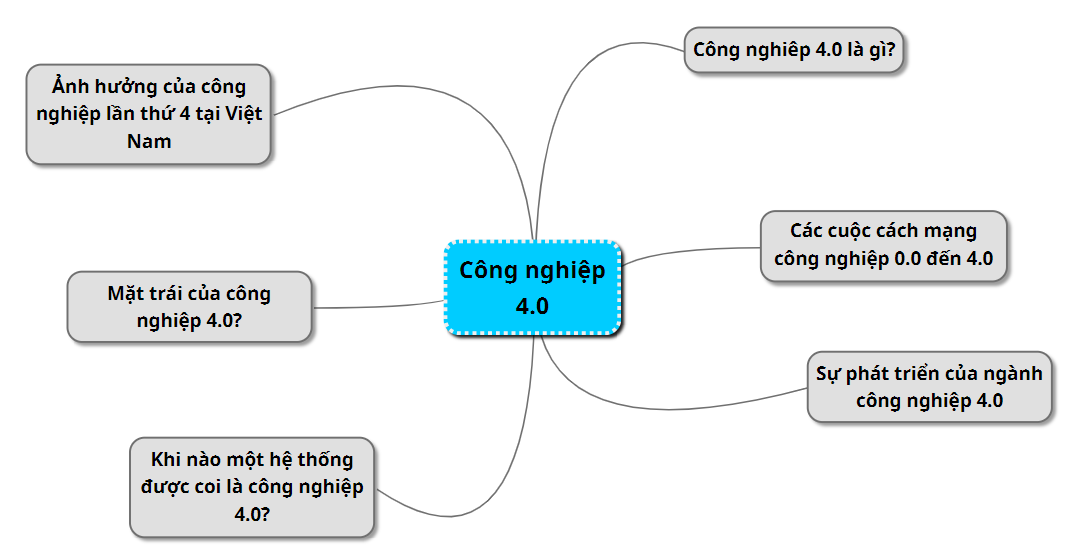 Công nghiêp 4.0 là gì?
Ảnh hưởng của công
nghiệp lần thứ 4 tại Việt
Nam
Các cuộc cách mạng
công nghiệp 0.0 đến 4.0
Công nghiệp
4.0
Mặt trái của công
nghiệp 4.0?
Sự phát triển của ngành
công nghiệp 4.0
Khi nào một hệ thống
được coi là công nghiệp
4.0?